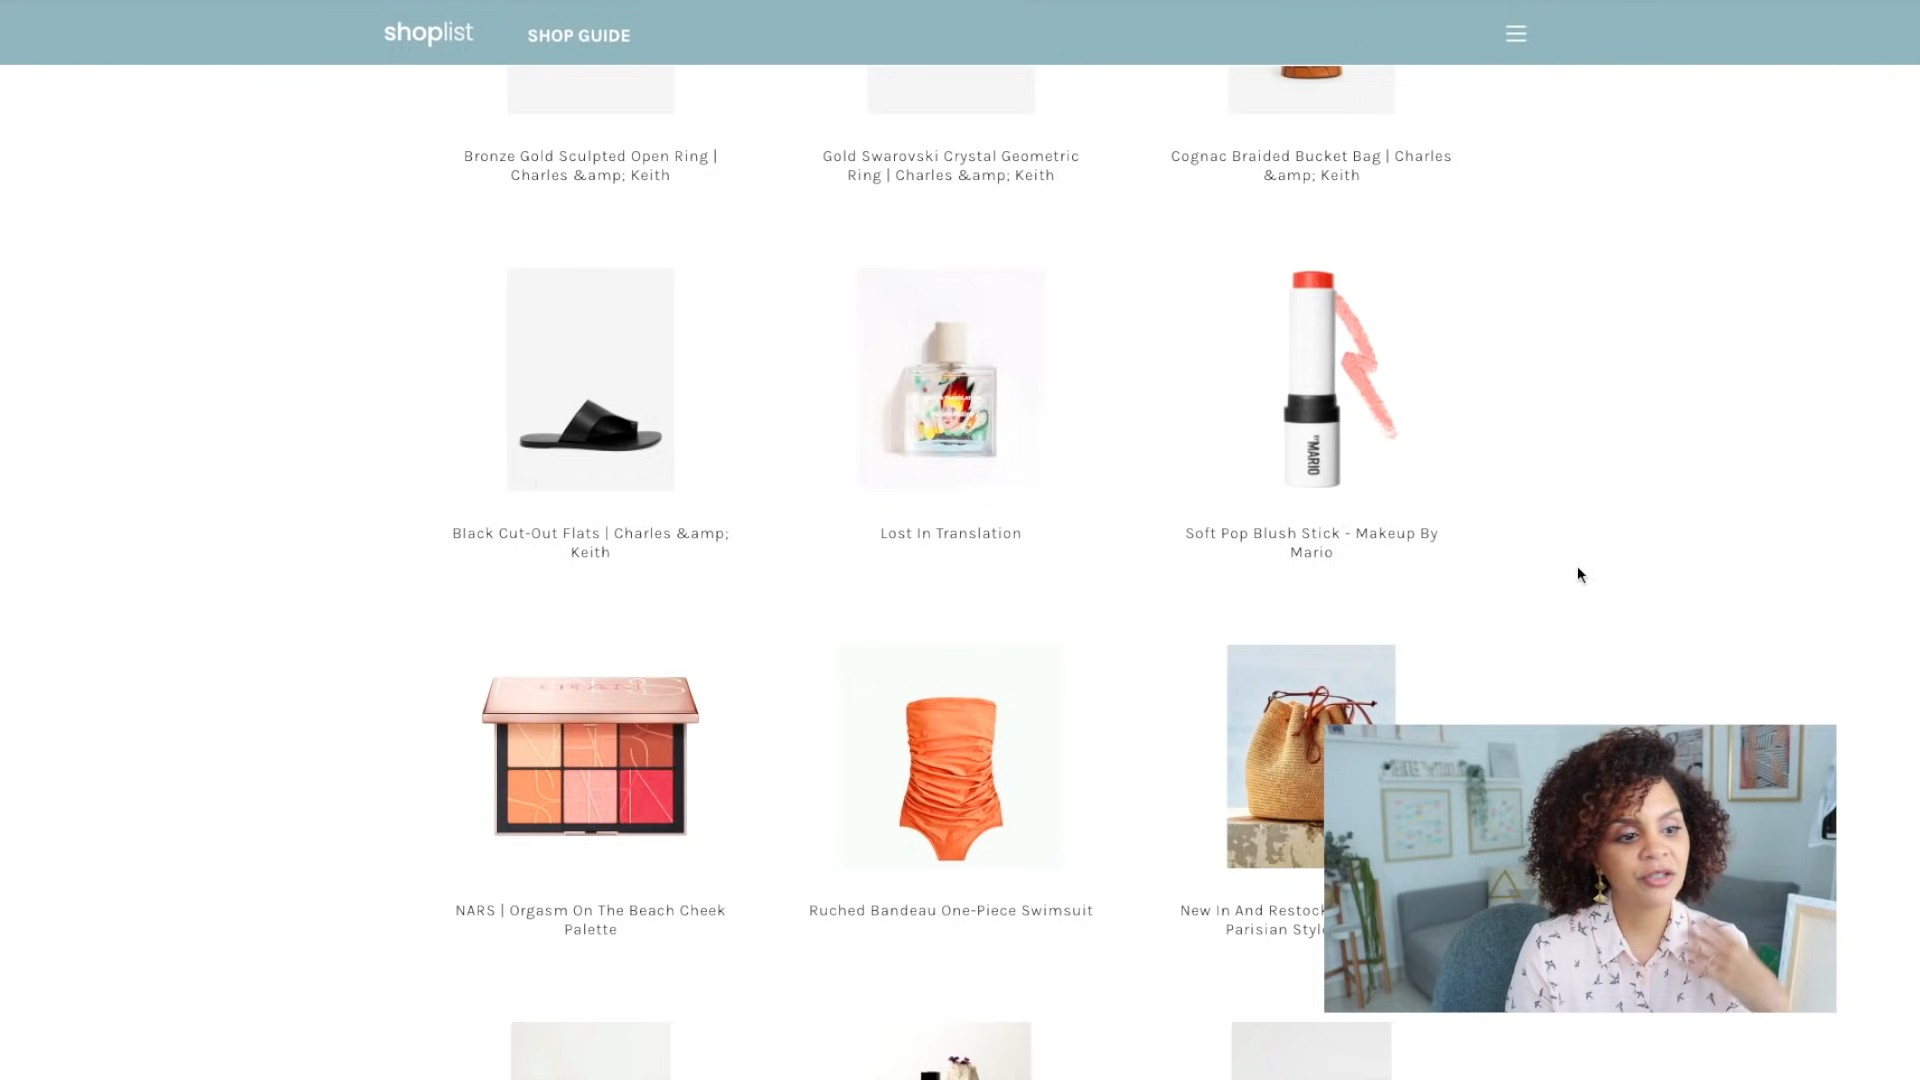 shoplist SHOP GUIDE
Bronze Gold Sculpted Open Ring |
Charles &amp; Keith
Gold Swarovski Crystal Geometric
Ring | Charles &amp; Keith
Cognac Braided Bucket Bag | Charles
&amp; Keith
BY MARIO
Black Cut-Out Flats | Charles &amp;
Keith
Lost In Translation
Soft Pop Blush Stick - Makeup By
Mario
NARS | Orgasm On The Beach Cheek
Palette
Ruched Bandeau One-Piece Swimsuit
New In And Restock
Parisian Style